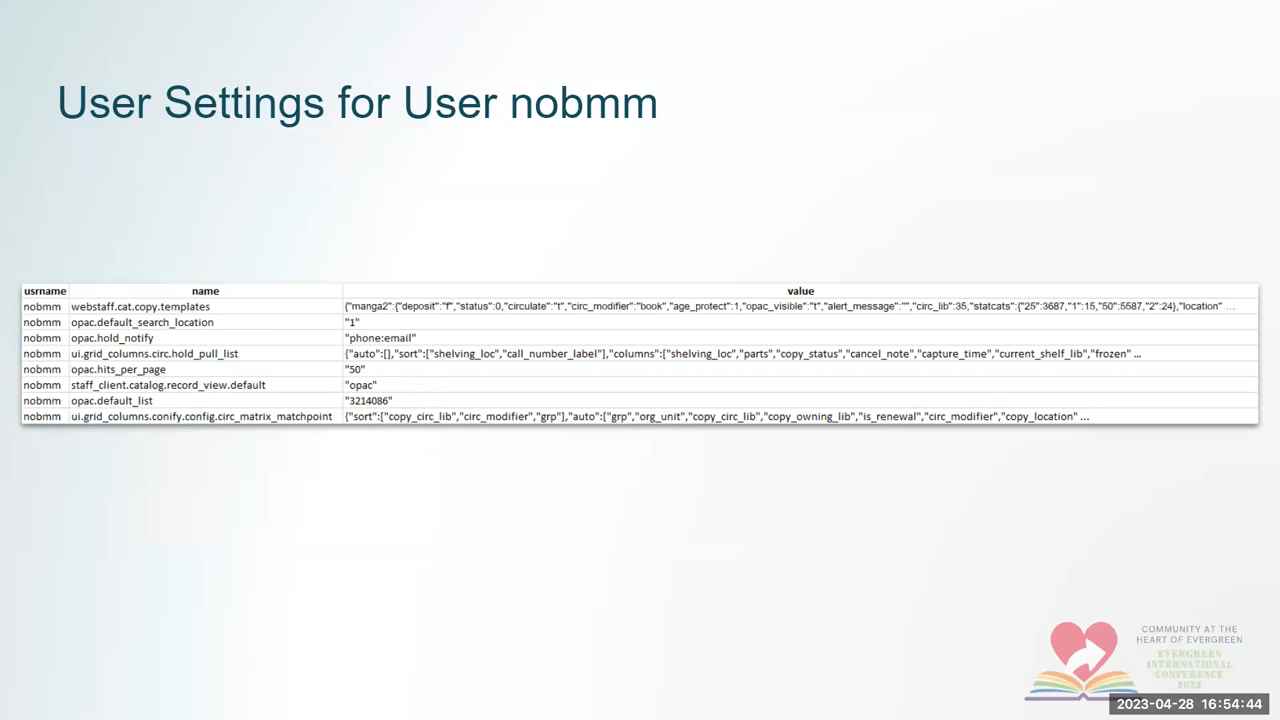 User Settings for User nobmm
usrname name value
nobmm webstaff.cat.copy.templates {"manga2":{"deposit":"f","status":0,"circulate":"t","circ_modifier":"book","age_protect":1,"opac_visible":"t","alert_message":"","circ_lib":35,"statcats":{"25":3687,"1":15,"50":5587,"2":24},"location" ...
nobmm opac.default_search_location "1"
nobmm opac.hold_notify "phone:email"
nobmm ui.grid_columns.circ.hold_pull_list {"auto":[],"sort":["shelving_loc","call_number_label"],"columns":["shelving_loc","parts","copy_status","cancel_note","capture_time","current_shelf_lib","frozen" ...
nobmm opac.hits_per_page "50"
nobmm staff_client.catalog.record_view.default "opac"
nobmm opac.default_list "3214086"
nobmm ui.grid_columns.conify.config.circ_matrix_matchpoint {"sort":["copy_circ_lib","circ_modifier","grp"],"auto":["grp","org_unit","copy_circ_lib","copy_owning_lib","is_renewal","circ_modifier","copy_location" ...
COMMUNITY AT THE
HEART OF EVERGREEN
EVERGREEN
INTERNATIONAL
CONFERENCE
2023-04-28 16:54:44